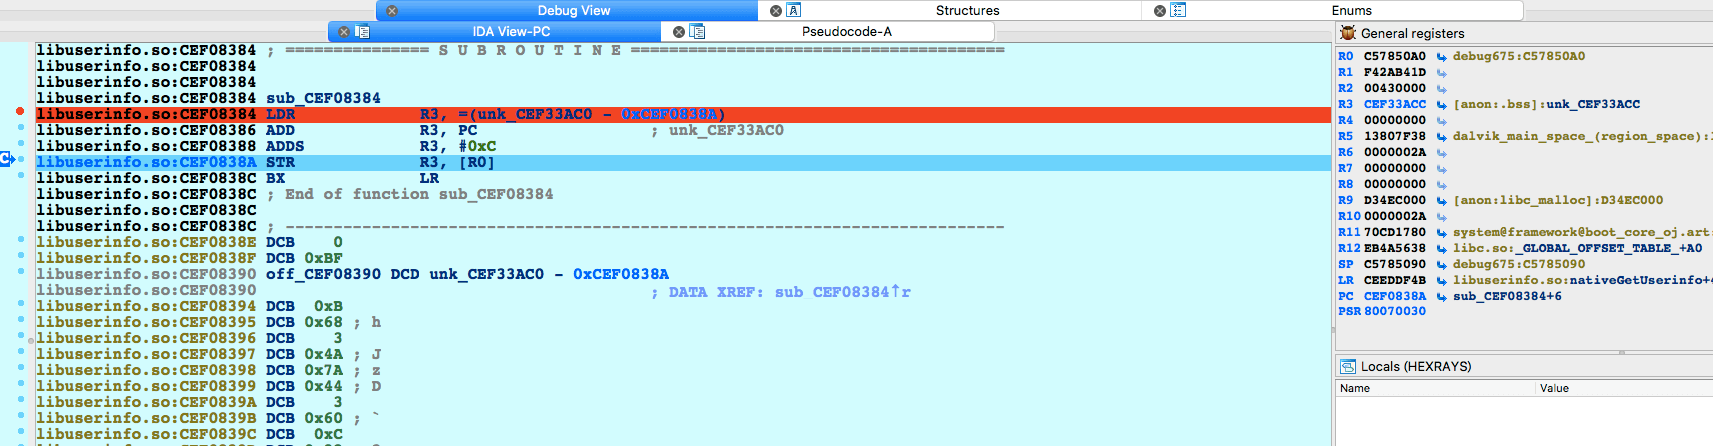 Debug View Structures Enums
IDA View-PC Pseudocode-A
libuserinfo.so:CEF08384 ; =============== S U B R O U T I N E =======================================
libuserinfo.so:CEF08384
libuserinfo.so:CEF08384
libuserinfo.so:CEF08384 sub_CEF08384
libuserinfo.so:CEF08384 LDR R3, =(unk_CEF33AC0 - 0xCEF0838A)
libuserinfo.so:CEF08386 ADD R3, PC ; unk_CEF33AC0
libuserinfo.so:CEF08388 ADDS R3, #0xC
libuserinfo.so:CEF0838A STR R3, [R0]
libuserinfo.so:CEF0838C BX LR
libuserinfo.so:CEF0838C ; End of function sub_CEF08384
libuserinfo.so:CEF0838C
libuserinfo.so:CEF0838C ; ---------------------------------------------------------------------------
libuserinfo.so:CEF0838E DCB 0
libuserinfo.so:CEF0838F DCB 0xBF
libuserinfo.so:CEF08390 off_CEF08390 DCD unk_CEF33AC0 - 0xCEF0838A
libuserinfo.so:CEF08390 ; DATA XREF: sub_CEF08384↑r
libuserinfo.so:CEF08394 DCB 0xB
libuserinfo.so:CEF08395 DCB 0x68 ; h
libuserinfo.so:CEF08396 DCB 3
libuserinfo.so:CEF08397 DCB 0x4A ; J
libuserinfo.so:CEF08398 DCB 0x7A ; z
libuserinfo.so:CEF08399 DCB 0x44 ; D
libuserinfo.so:CEF0839A DCB 3
libuserinfo.so:CEF0839B DCB 0x60 ; `
libuserinfo.so:CEF0839C DCB 0xC
General registers
R0 C57850A0 debug675:C57850A0
R1 F42AB41D
R2 00430000
R3 CEF33ACC [anon:.bss]:unk_CEF33ACC
R4 00000000
R5 13807F38 dalvik_main_space_(region_space):
R6 0000002A
R7 00000000
R8 00000000
R9 D34EC000 [anon:libc_malloc]:D34EC000
R10 0000002A
R11 70CD1780 system@framework@boot_core_oj.art:
R12 EB4A5638 libc.so:_GLOBAL_OFFSET_TABLE_+A0
SP C5785090 debug675:C5785090
LR CEEDDF4B libuserinfo.so:nativeGetUserinfo+
PC CEF0838A sub_CEF08384+6
PSR 80070030
Locals (HEXRAYS)
Name Value